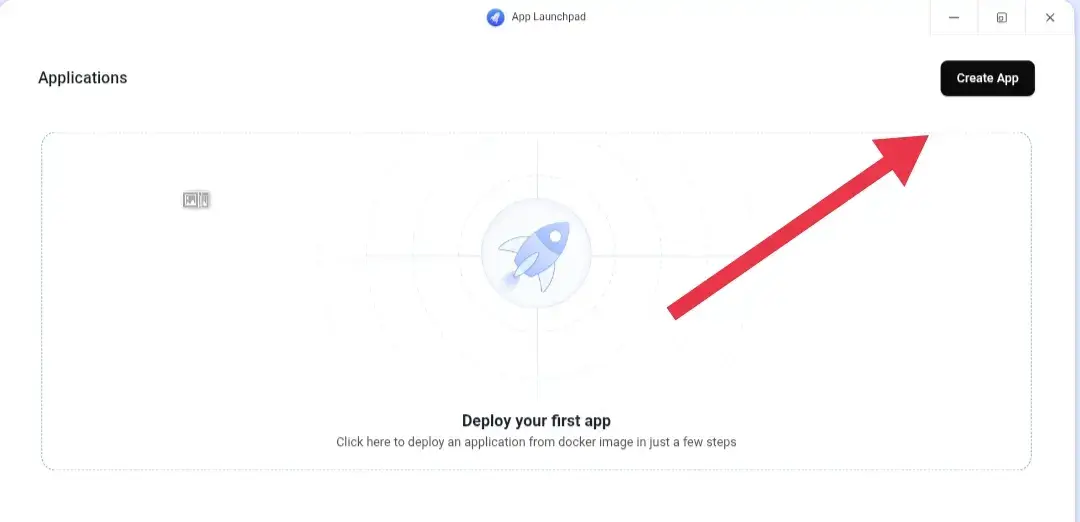 App Launchpad
Applications
Create App
Deploy your first app
Click here to deploy an application from docker image in just a few steps